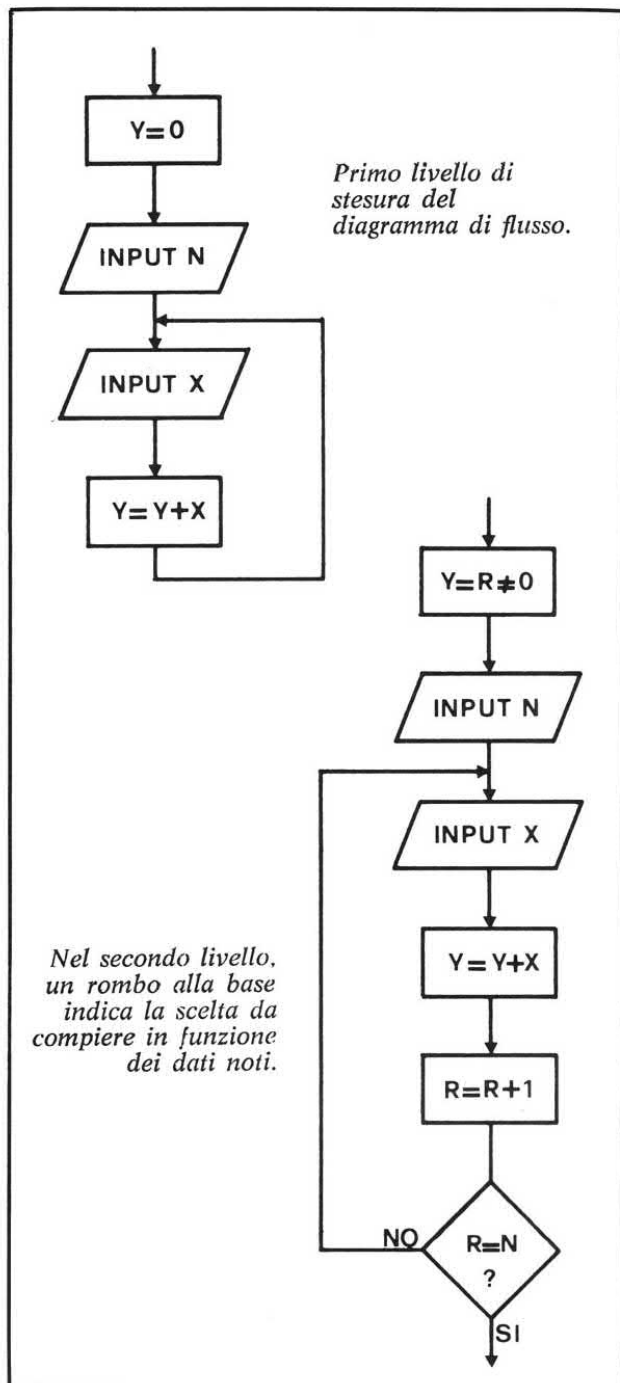 Y=0
Primo livello di
stesura del
diagramma di flusso.
INPUT N
INPUT X
Y=Y+X
Y=R≠0
INPUT N
INPUT X
Nel secondo livello,
un rombo alla base
indica la scelta da
compiere in funzione
dei dati noti.
Y=Y+X
R=R+1
NO
R=N
?
SI